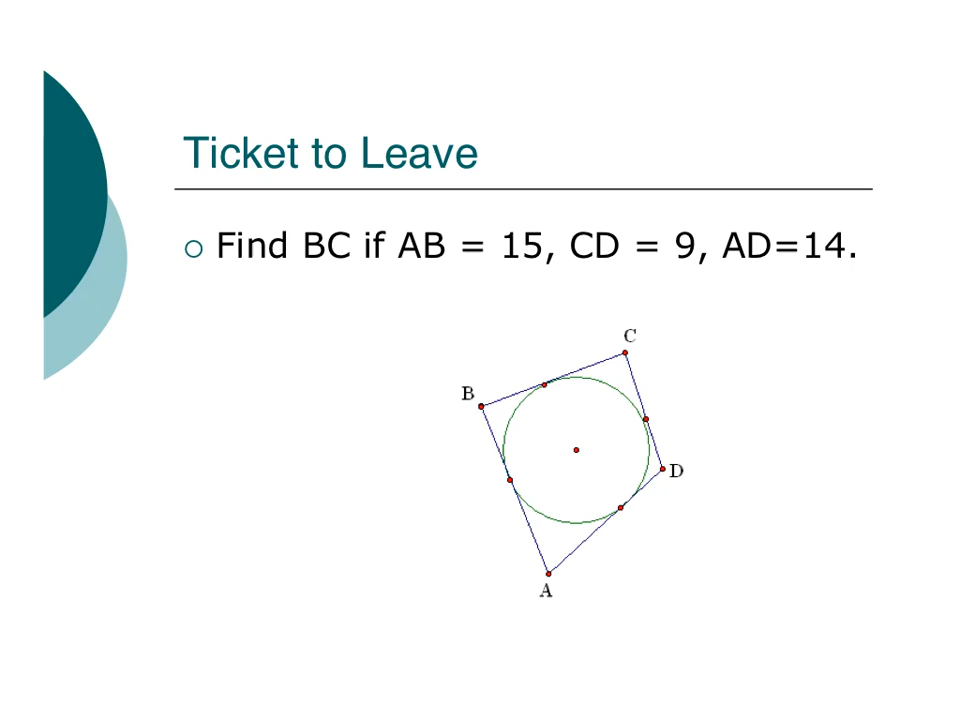 Ticket to Leave
Find BC if AB = 15, CD = 9, AD=14.
C
B
D
A